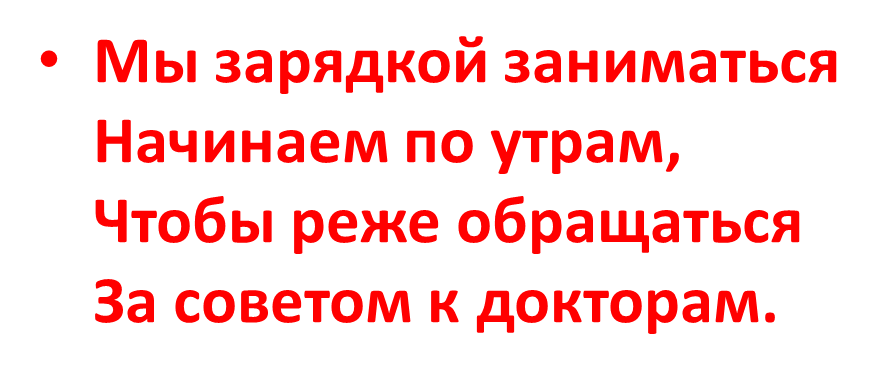 • Мы зарядкой заниматься
Начинаем по утрам,
Чтобы реже обращаться
За советом к докторам.